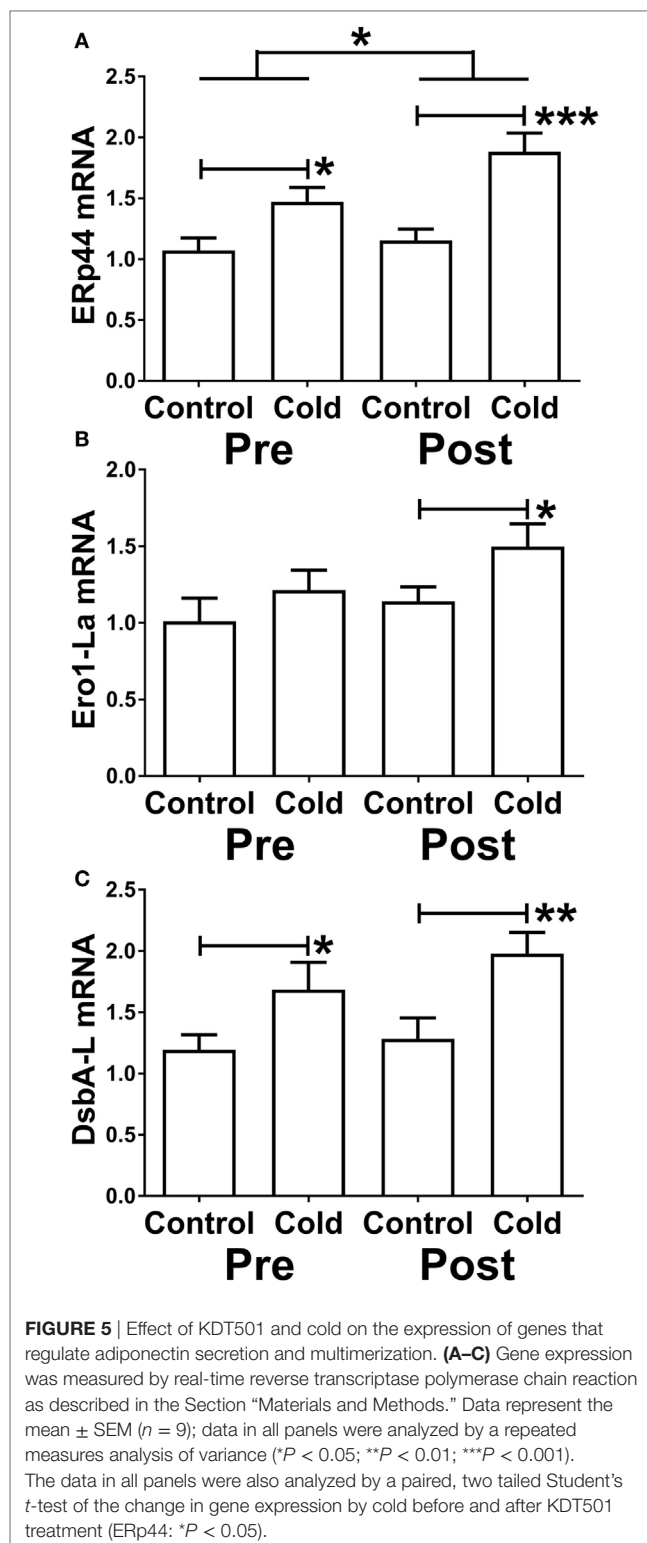 A
*
2.5
2.0
1.5
1.0
0.5
0.0
ERp44 mRNA
*
***
Control Cold Control Cold
Pre Post
B
2.0
1.5
1.0
0.5
0.0
Ero1-La mRNA
*
Control Cold Control Cold
Pre Post
C
2.5
2.0
1.5
1.0
0.5
0.0
DsbA-L mRNA
*
**
Control Cold Control Cold
Pre Post
FIGURE 5 | Effect of KDT501 and cold on the expression of genes that
regulate adiponectin secretion and multimerization. (A–C) Gene expression
was measured by real-time reverse transcriptase polymerase chain reaction
as described in the Section “Materials and Methods.” Data represent the
mean ± SEM (n = 9); data in all panels were analyzed by a repeated
measures analysis of variance (*P < 0.05; **P < 0.01; ***P < 0.001).
The data in all panels were also analyzed by a paired, two tailed Student’s
t-test of the change in gene expression by cold before and after KDT501
treatment (ERp44: *P < 0.05).